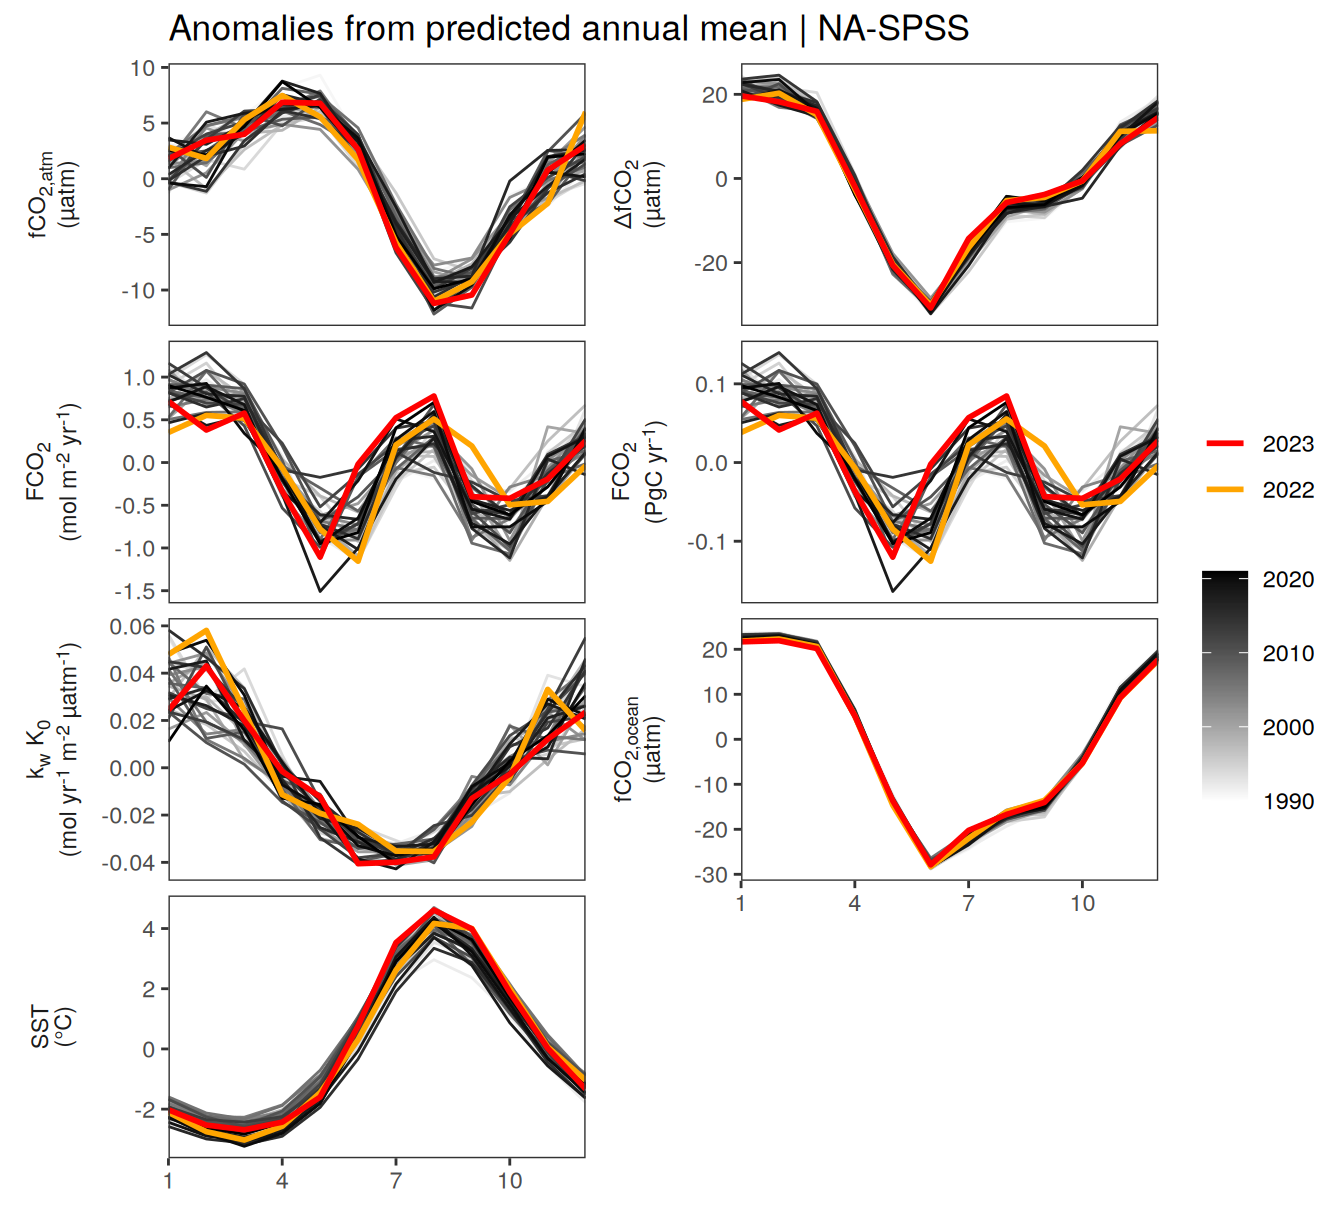 Anomalies from predicted annual mean | NA-SPSS
fCO2,atm
(µatm)
10
5
0
-5
-10
ΔfCO2
(µatm)
20
0
-20
FCO2
(mol m-2 yr-1)
1.0
0.5
0.0
-0.5
-1.0
-1.5
FCO2
(PgC yr-1)
0.1
0.0
-0.1
2023
2022
2020
2010
2000
1990
kw K0
(mol yr-1 m-2 µatm-1)
0.06
0.04
0.02
0.00
-0.02
-0.04
fCO2,ocean
(µatm)
20
10
0
-10
-20
-30
1 4 7 10
SST
(°C)
4
2
0
-2
1 4 7 10